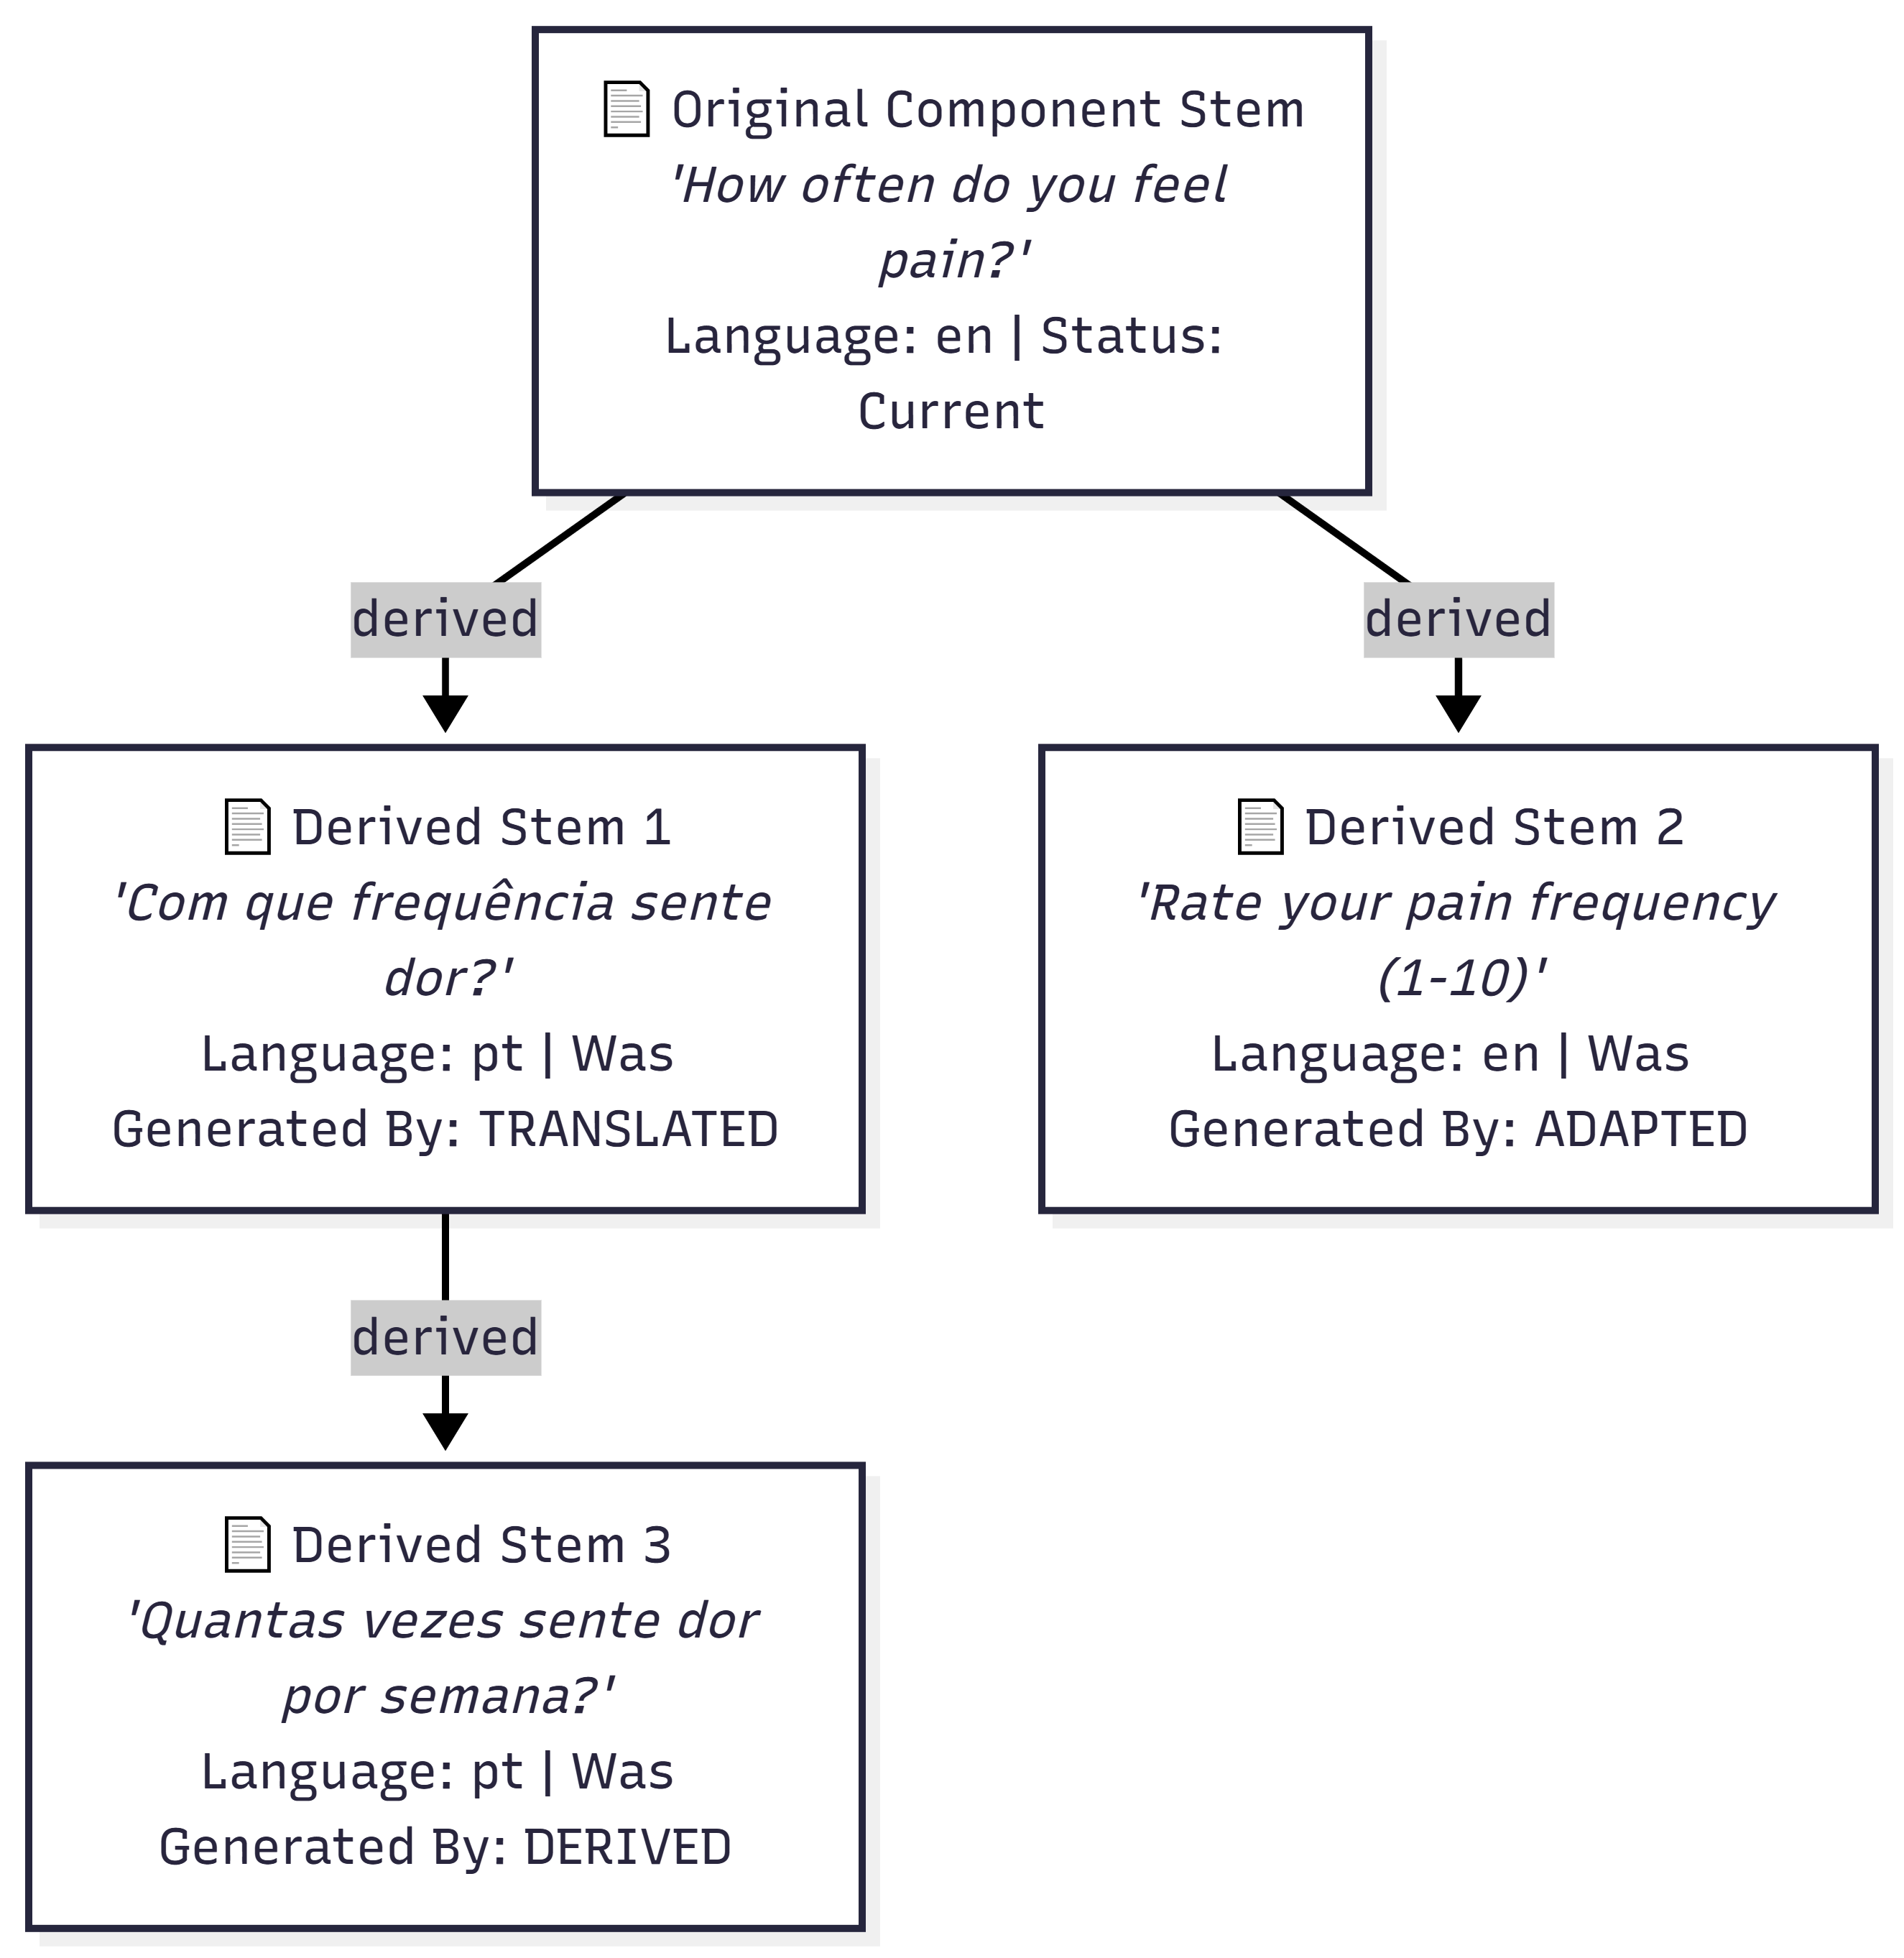 Original Component Stem
'How often do you feel
pain?'
Language: en | Status:
Current
derived
derived
Derived Stem 1
'Com que frequência sente
dor?'
Language: pt | Was
Generated By: TRANSLATED
Derived Stem 2
'Rate your pain frequency
(1-10)'
Language: en | Was
Generated By: ADAPTED
derived
Derived Stem 3
'Quantas vezes sente dor
por semana?'
Language: pt | Was
Generated By: DERIVED